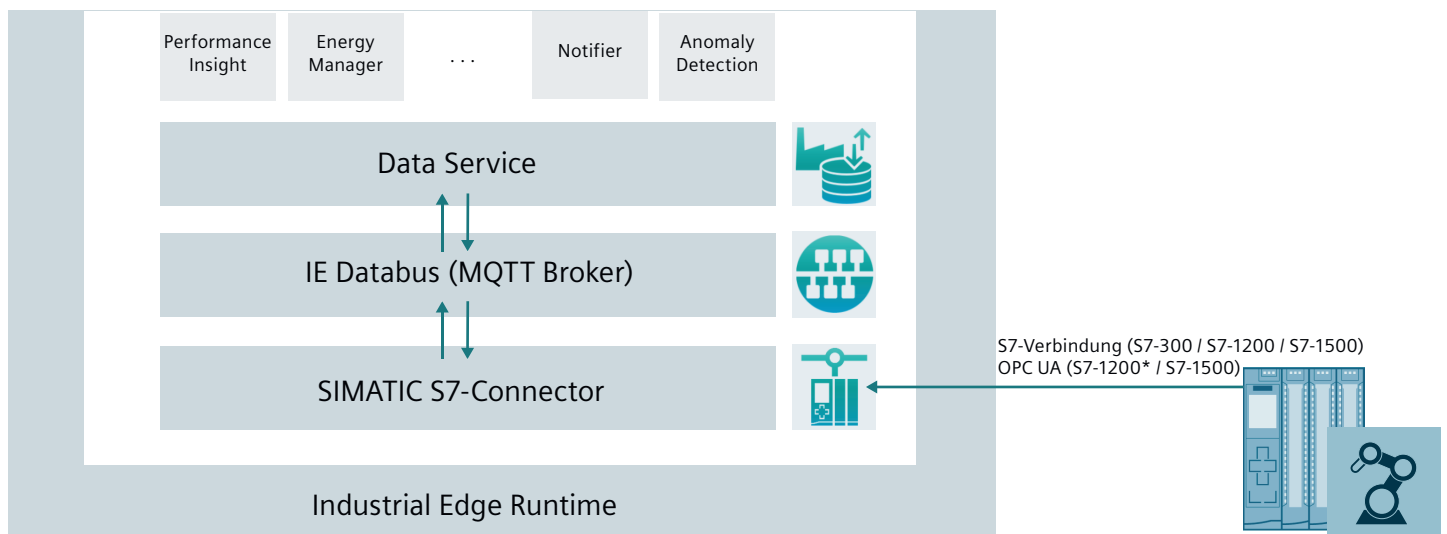 Performance
Insight
Energy
Manager
. . .
Notifier
Anomaly
Detection
Data Service
IE Databus (MQTT Broker)
SIMATIC S7-Connector
S7-Verbindung (S7-300 / S7-1200 / S7-1500)
OPC UA (S7-1200* / S7-1500)
Industrial Edge Runtime